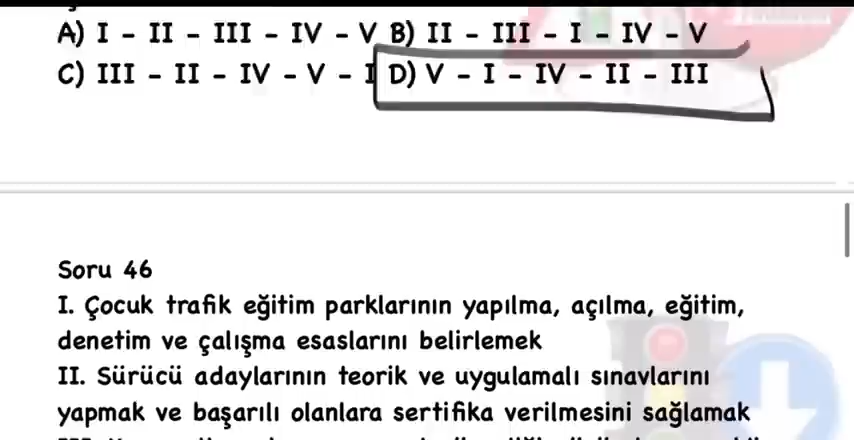 A) I - II - III - IV - V B) II - III - I - IV - V
C) III - II - IV - V - I D) V - I - IV - II - III
Soru 46
I. Çocuk trafik eğitim parklarının yapılma, açılma, eğitim,
denetim ve çalışma esaslarını belirlemek
II. Sürücü adaylarının teorik ve uygulamalı sınavlarını
yapmak ve başarılı olanlara sertifika verilmesini sağlamak